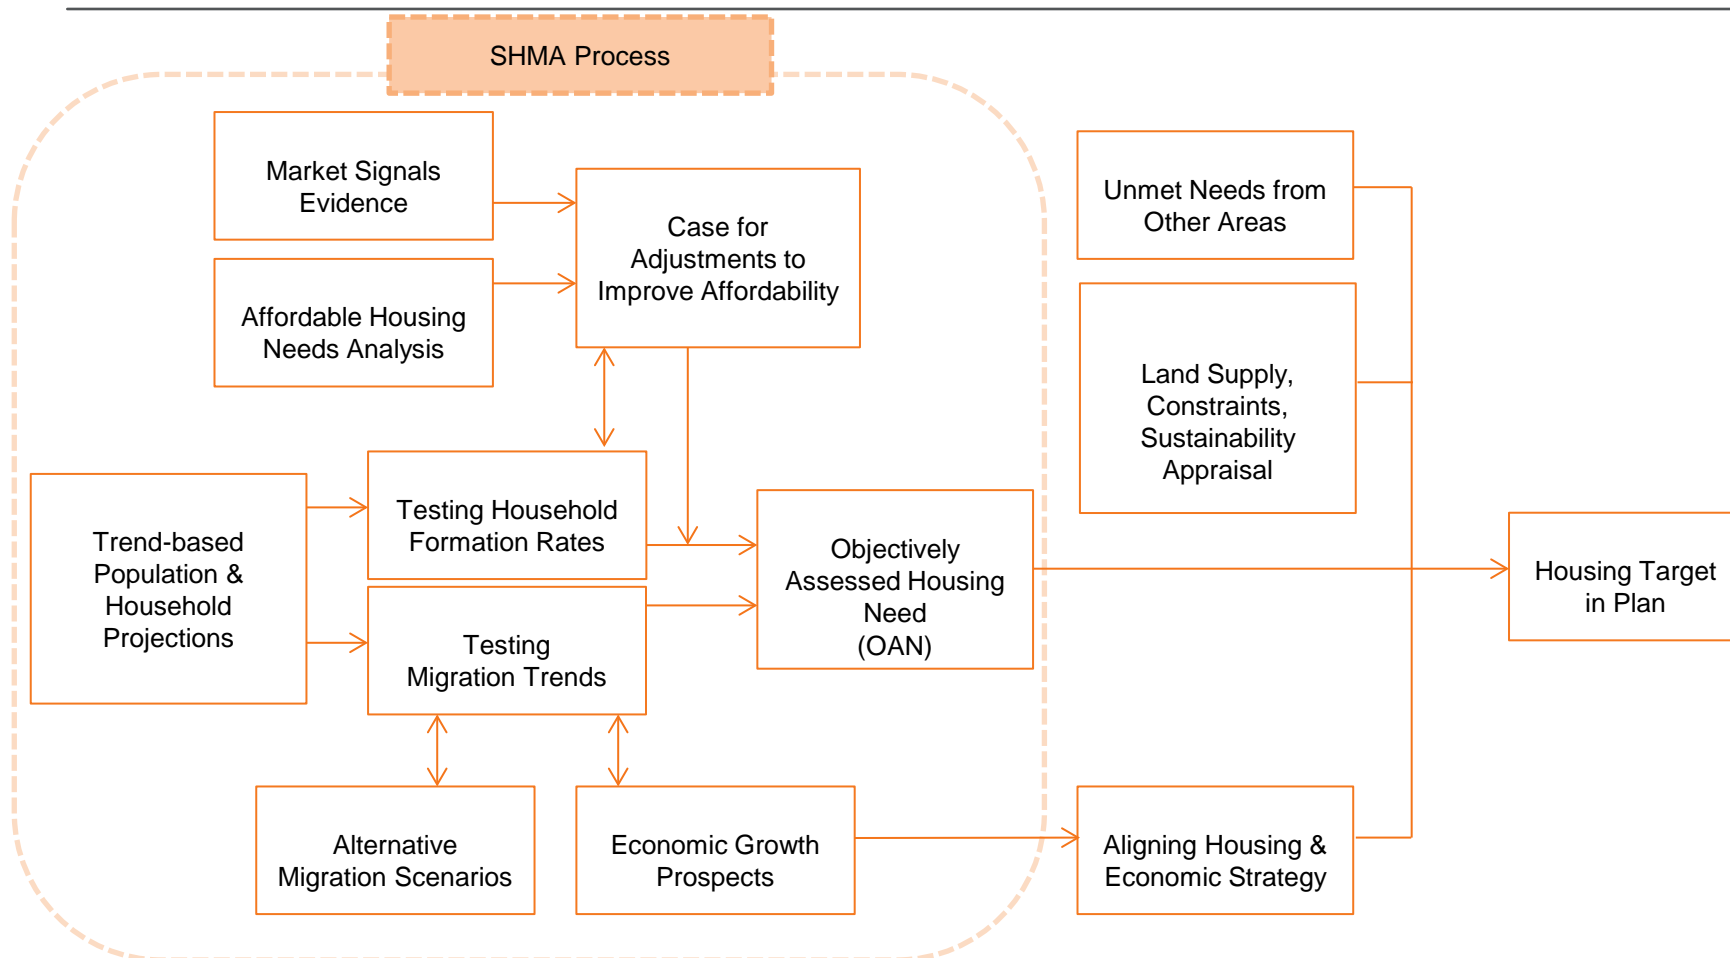 SHMA Process
Market Signals
Evidence
Affordable Housing
Needs Analysis
Case for
Adjustments to
Improve Affordability
Unmet Needs from
Other Areas
Land Supply,
Constraints,
Sustainability
Appraisal
Trend-based
Population &
Household
Projections
Testing Household
Formation Rates
Testing
Migration Trends
Objectively
Assessed Housing
Need
(OAN)
Housing Target
in Plan
Alternative
Migration Scenarios
Economic Growth
Prospects
Aligning Housing &
Economic Strategy